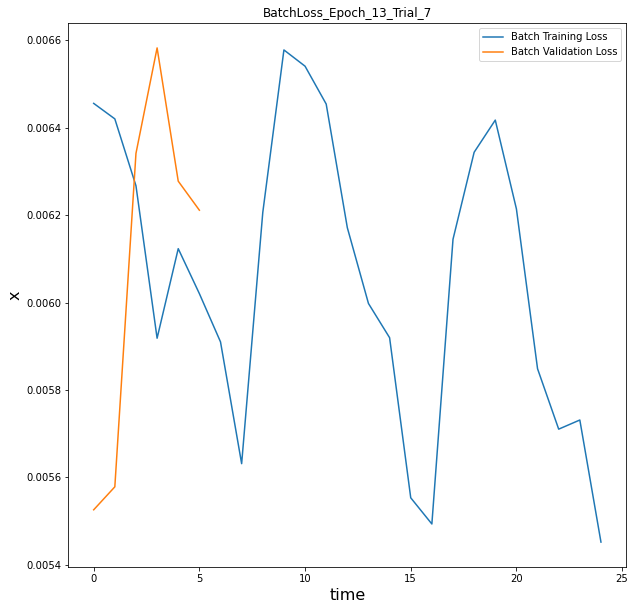 BatchLoss_Epoch_13_Trial_7
Batch Training Loss
Batch Validation Loss
0.0066
0.0064
0.0062
0.0060
0.0058
0.0056
0.0054
x
0 5 10 15 20 25
time